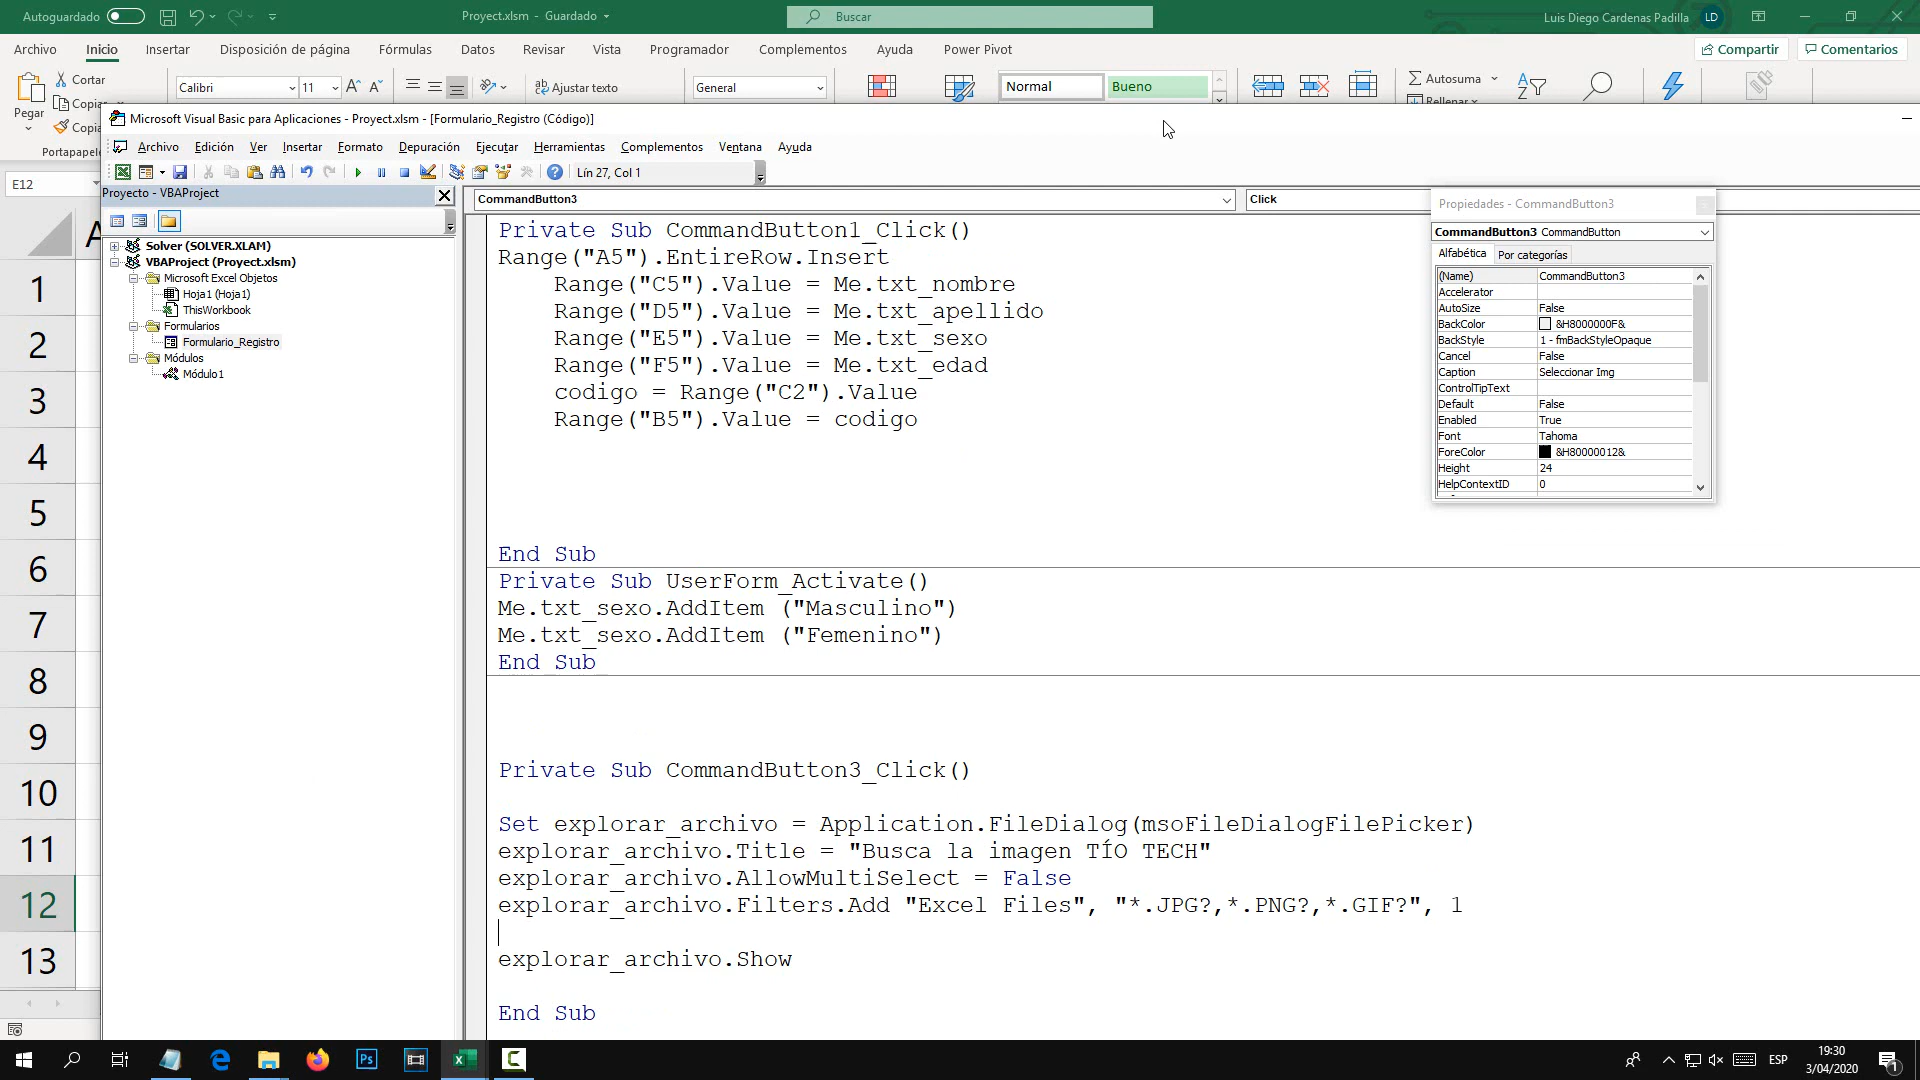 Autoguardado
Proyect.xlsm - Guardado
Buscar
Luis Diego Cardenas Padilla
LD
Archivo Inicio Insertar Disposición de página Fórmulas Datos Revisar Vista Programador Complementos Ayuda Power Pivot
Compartir
Comentarios
Pegar
Cortar
Copia
Copia
Portapape
Calibri
11
Ajustar texto
General
Normal
Bueno
Autosuma
Rellenar
E12
Microsoft Visual Basic para Aplicaciones - Proyect.xlsm - [Formulario_Registro (Código)]
Archivo Edición Ver Insertar Formato Depuración Ejecutar Herramientas Complementos Ventana Ayuda
Lín 27, Col 1
Proyecto - VBAProject
Solver (SOLVER.XLAM)
VBAProject (Proyect.xlsm)
Microsoft Excel Objetos
Hoja1 (Hoja1)
ThisWorkbook
Formularios
Formulario_Registro
Módulos
Módulo1
A
1
2
3
4
5
6
7
8
9
10
11
12
13
CommandButton3
Click
Private Sub CommandButton1_Click()
Range("A5").EntireRow.Insert
Range("C5").Value = Me.txt_nombre
Range("D5").Value = Me.txt_apellido
Range("E5").Value = Me.txt_sexo
Range("F5").Value = Me.txt_edad
codigo = Range("C2").Value
Range("B5").Value = codigo
End Sub
Private Sub UserForm_Activate()
Me.txt_sexo.AddItem ("Masculino")
Me.txt_sexo.AddItem ("Femenino")
End Sub
Private Sub CommandButton3_Click()
Set explorar_archivo = Application.FileDialog(msoFileDialogFilePicker)
explorar_archivo.Title = "Busca la imagen TÍO TECH"
explorar_archivo.AllowMultiSelect = False
explorar_archivo.Filters.Add "Excel Files", "*.JPG?,*.PNG?,*.GIF?", 1
explorar_archivo.Show
End Sub
Propiedades - CommandButton3
CommandButton3 CommandButton
Alfabética Por categorías
(Name) CommandButton3
Accelerator
AutoSize False
BackColor &H8000000F&
BackStyle 1 - fmBackStyleOpaque
Cancel False
Caption Seleccionar Img
ControlTipText
Default False
Enabled True
Font Tahoma
ForeColor &H80000012&
Height 24
HelpContextID 0
Ps
ESP
19:30
3/04/2020
1